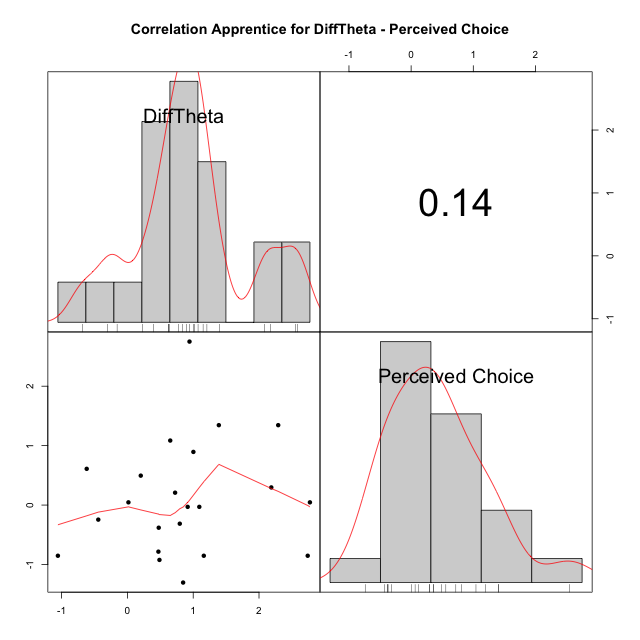 Correlation Apprentice for DiffTheta - Perceived Choice
-1 0 1 2
DiffTheta
0.14
2
1
0
-1
2
1
0
-1
Perceived Choice
-1 0 1 2